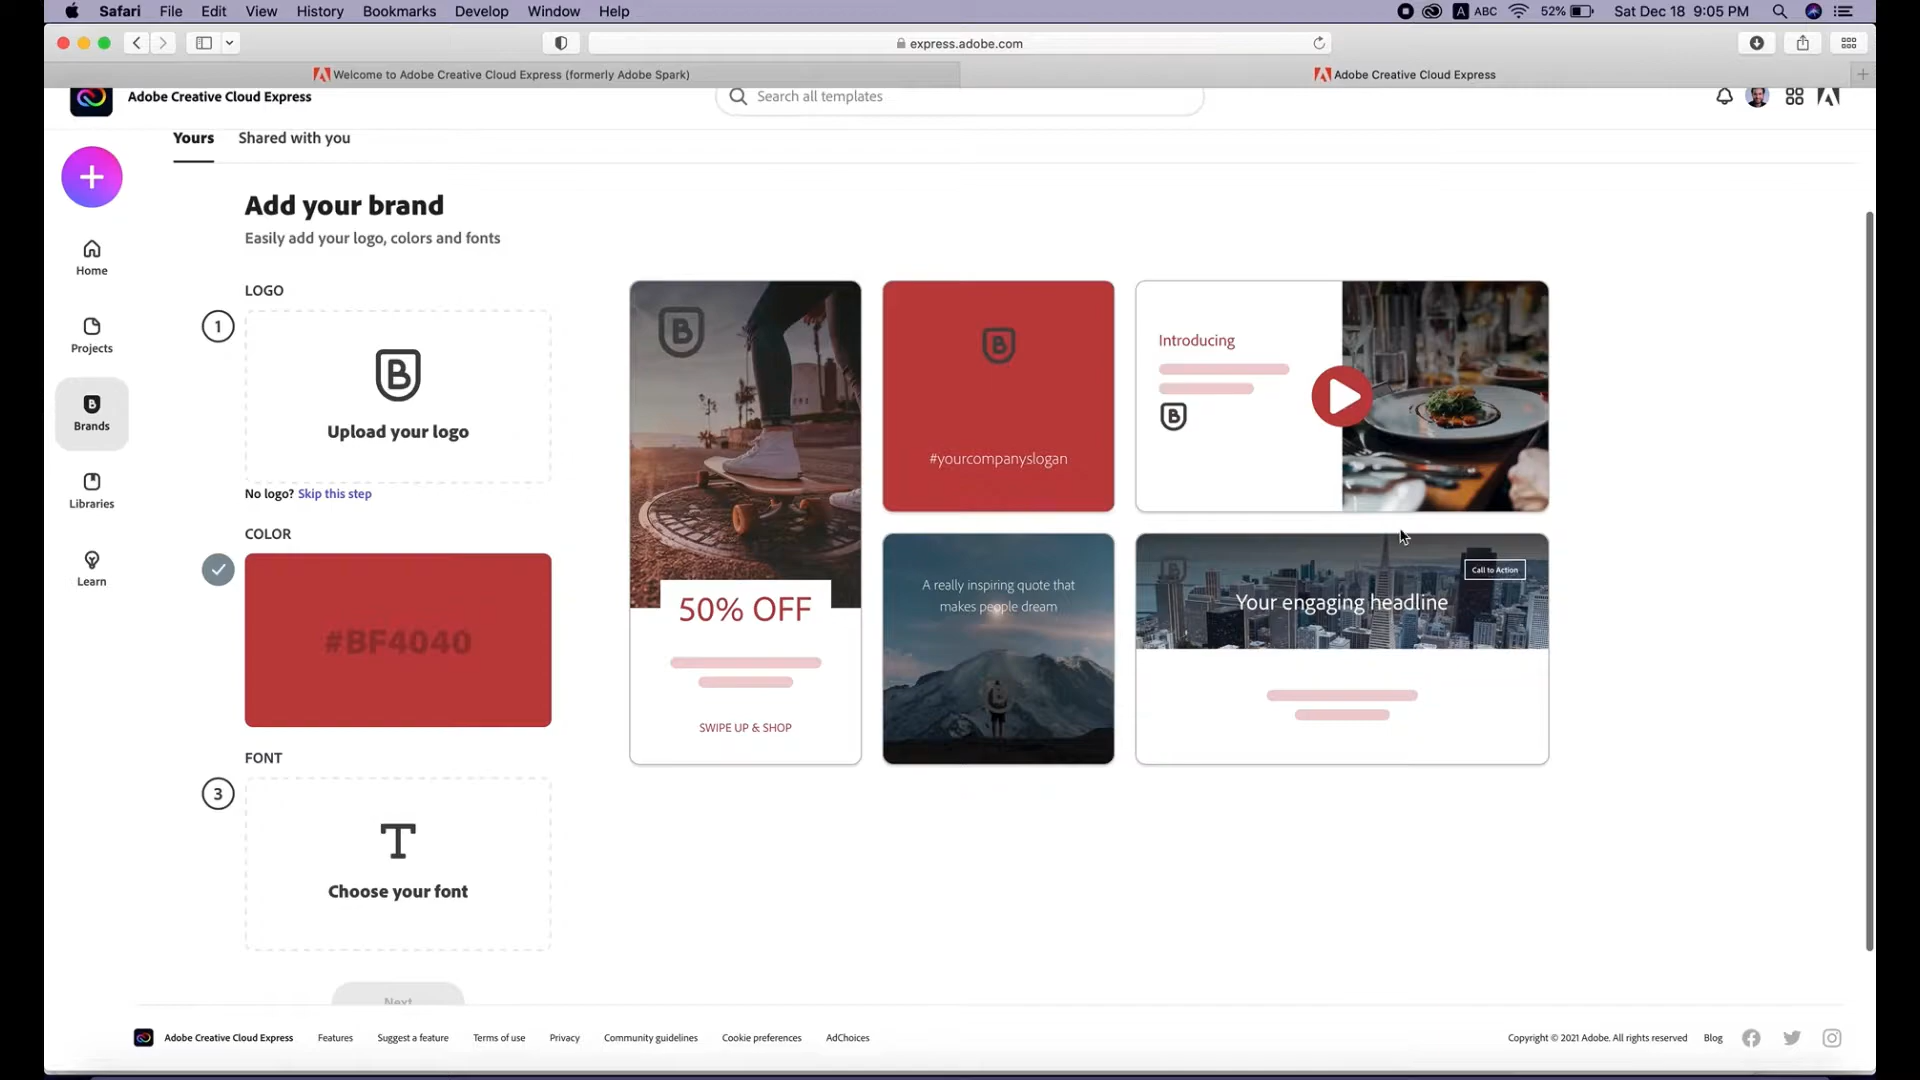 Safari File Edit View History Bookmarks Develop Window Help
A ABC 52% Sat Dec 18 9:05 PM
express.adobe.com
Welcome to Adobe Creative Cloud Express (formerly Adobe Spark)
Adobe Creative Cloud Express
Adobe Creative Cloud Express
Search all templates
Yours Shared with you
Home
Projects
Brands
Libraries
Learn
Add your brand
Easily add your logo, colors and fonts
LOGO
1
B
Upload your logo
No logo? Skip this step
COLOR
#BF4040
FONT
3
T
Choose your font
Next
B
50% OFF
SWIPE UP & SHOP
B
#yourcompanyslogan
Introducing
B
A really inspiring quote that
makes people dream
Call to Action
Your engaging headline
Adobe Creative Cloud Express Features Suggest a feature Terms of use Privacy Community guidelines Cookie preferences AdChoices
Copyright © 2021 Adobe. All rights reserved Blog